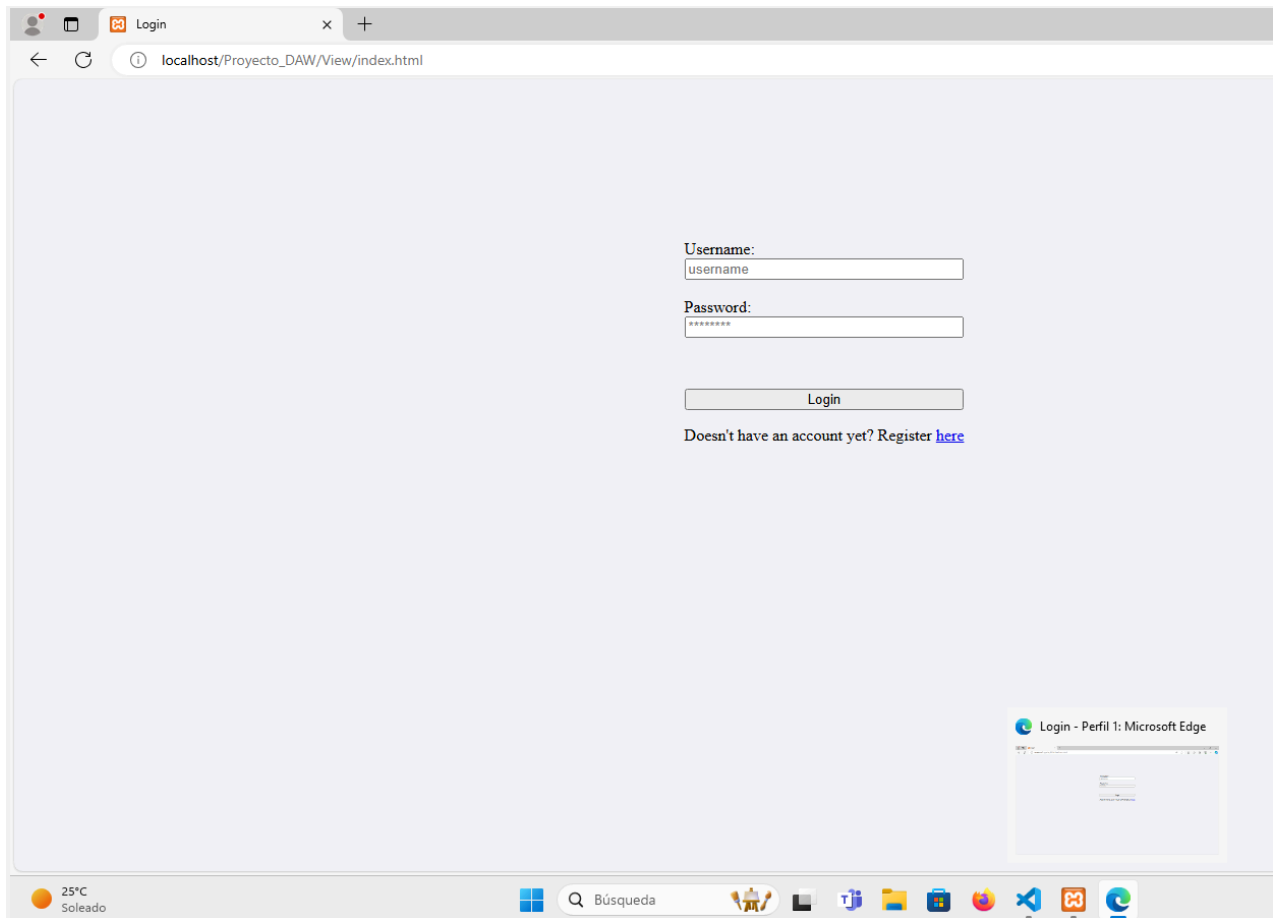 Login
localhost/Proyecto_DAW/View/index.html
Username:
username
Password:
********
Login
Doesn't have an account yet? Register here
Login - Perfil 1: Microsoft Edge
25°C
Soleado
Búsqueda